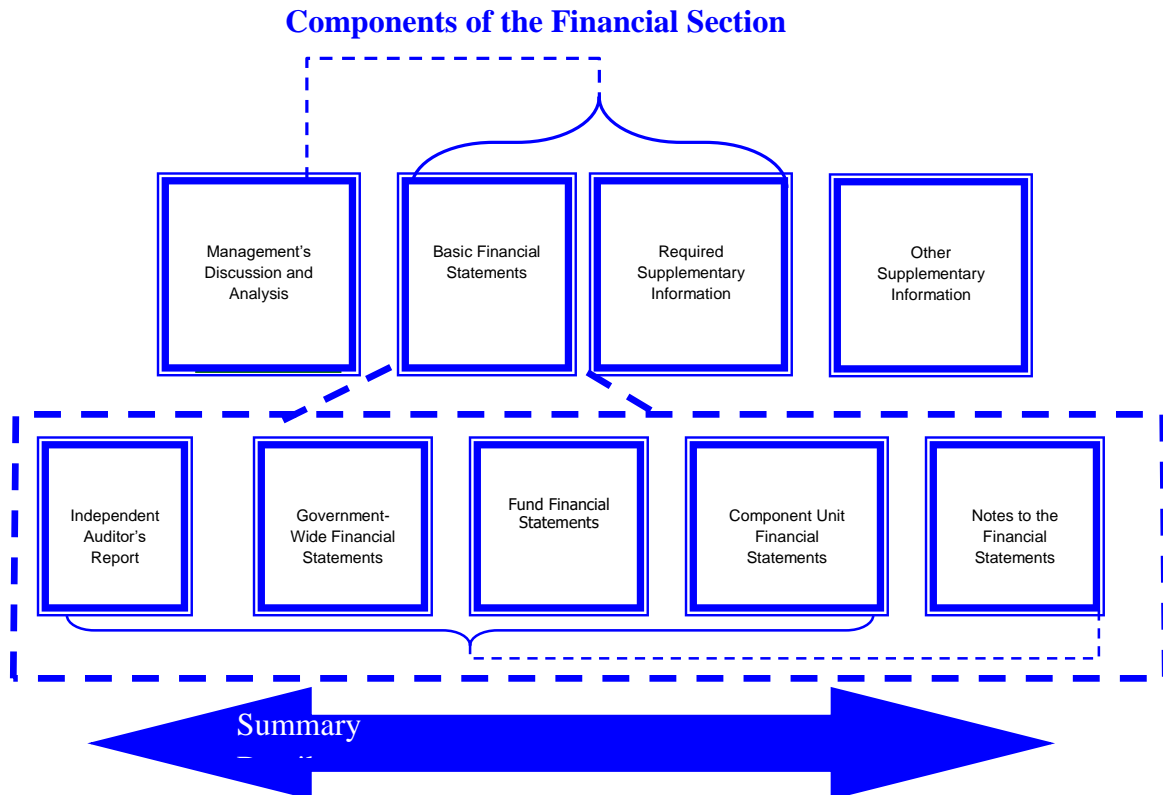 Components of the Financial Section
Management’s
Discussion and
Analysis
Basic Financial
Statements
Required
Supplementary
Information
Other
Supplementary
Information
Independent
Auditor’s
Report
Government-
Wide Financial
Statements
Fund Financial
Statements
Component Unit
Financial
Statements
Notes to the
Financial
Statements
Summary